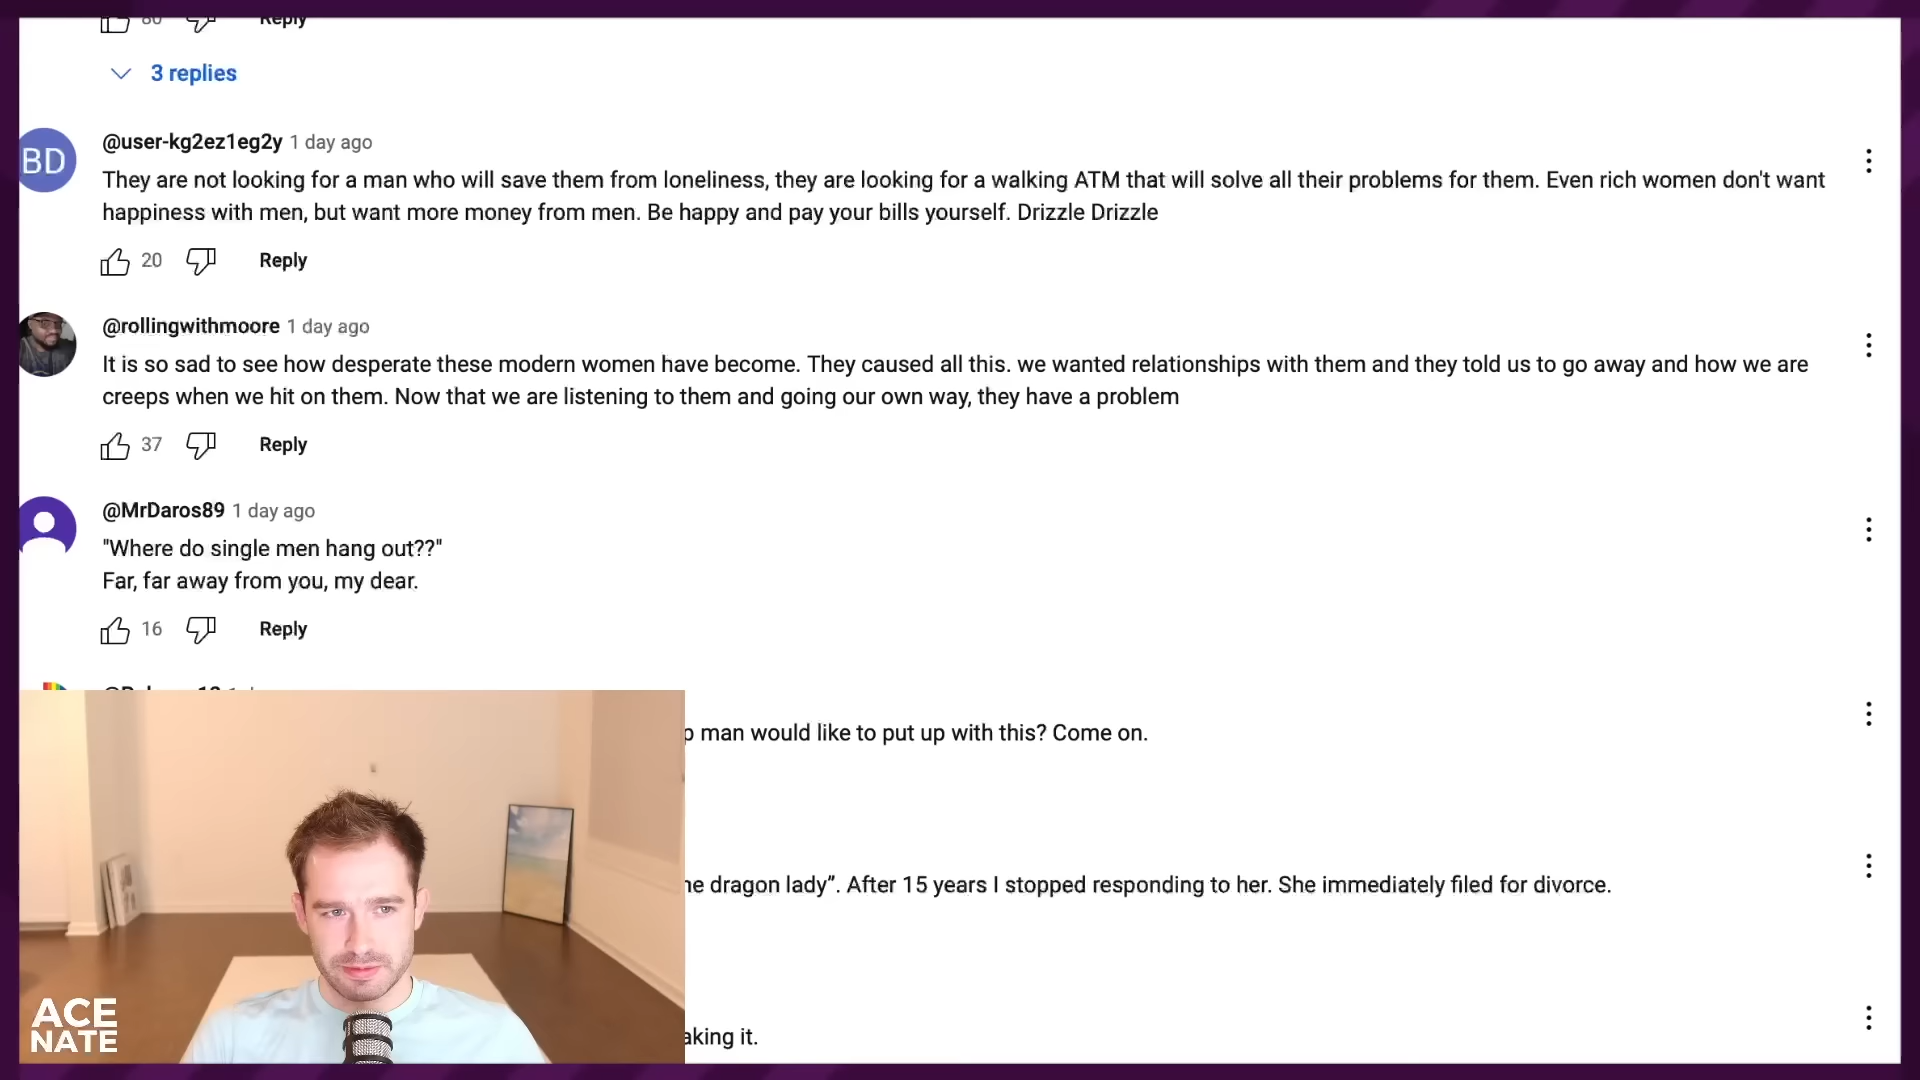 80 Reply
3 replies
BD
@user-kg2ez1eg2y 1 day ago
They are not looking for a man who will save them from loneliness, they are looking for a walking ATM that will solve all their problems for them. Even rich women don't want
happiness with men, but want more money from men. Be happy and pay your bills yourself. Drizzle Drizzle
20 Reply
@rollingwithmoore 1 day ago
It is so sad to see how desperate these modern women have become. They caused all this. we wanted relationships with them and they told us to go away and how we are
creeps when we hit on them. Now that we are listening to them and going our own way, they have a problem
37 Reply
@MrDaros89 1 day ago
"Where do single men hang out??"
Far, far away from you, my dear.
16 Reply
man would like to put up with this? Come on.
dragon lady”. After 15 years I stopped responding to her. She immediately filed for divorce.
it.
ACE
NATE